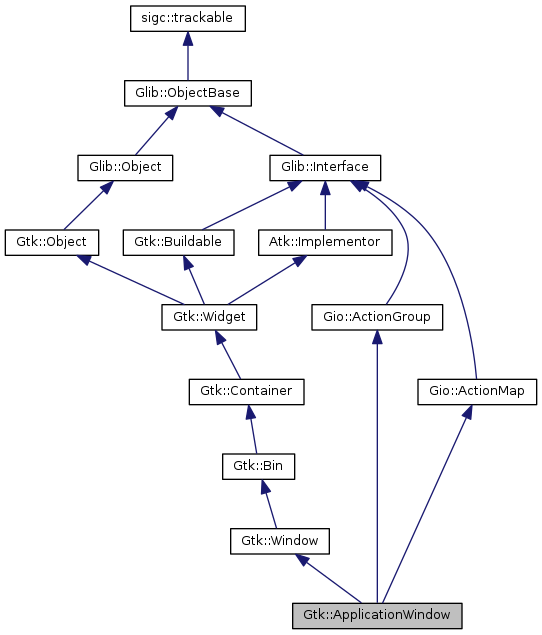 sigc::trackable
Glib::ObjectBase
Glib::Object
Glib::Interface
Gtk::Object
Gtk::Buildable
Atk::Implementor
Gtk::Widget
Gio::ActionGroup
Gtk::Container
Gio::ActionMap
Gtk::Bin
Gtk::Window
Gtk::ApplicationWindow